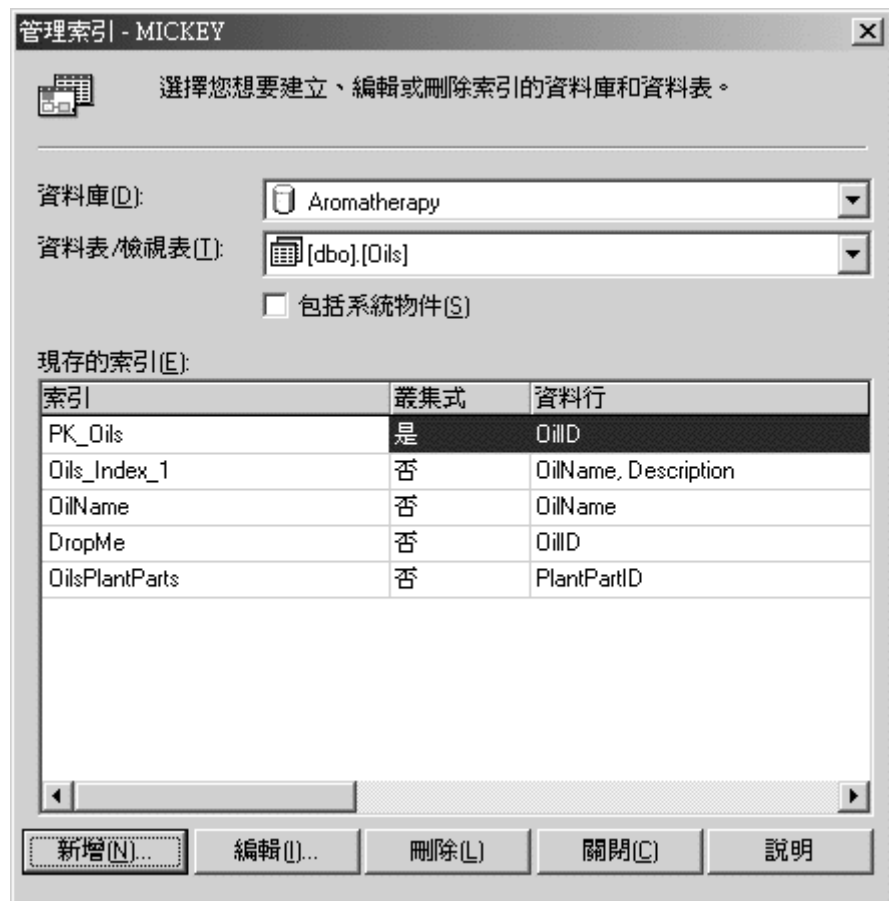 管理索引 - MICKEY
選擇您想要建立、編輯或刪除索引的資料庫和資料表。
資料庫(D): Aromatherapy
資料表/檢視表(T): [dbo].[Oils]
包括系統物件(S)
現存的索引(E):
索引 叢集式 資料行
PK_Oils 是 OilID
Oils_Index_1 否 OilName, Description
OilName 否 OilName
DropMe 否 OilID
OilsPlantParts 否 PlantPartID
新增(N)... 編輯(I)... 刪除(L) 關閉(C) 說明